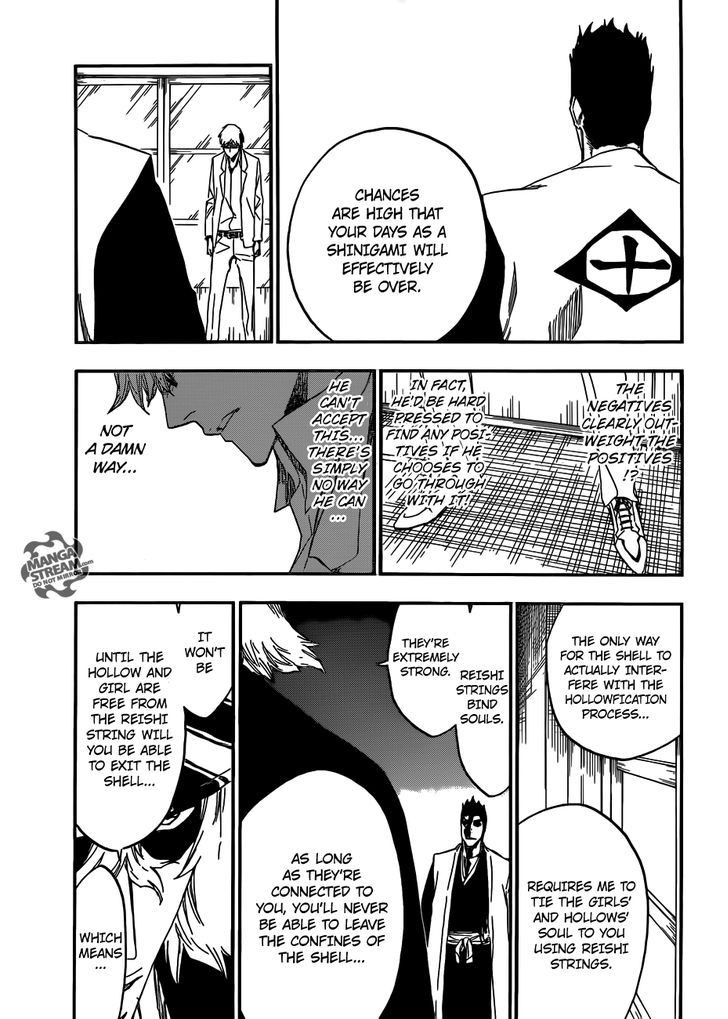 十
CHANCES
ARE HIGH THAT
YOUR DAYS AS A
SHINIGAMI WILL
EFFECTIVELY
BE OVER.
THE
NEGATIVES
CLEARLY OUT-
WEIGHT THE
POSITIVES
!?
IN FACT,
HE'D BE HARD
PRESSED TO
FIND ANY POSI-
TIVES IF HE
CHOOSES TO
GO THROUGH
WITH IT!
HE
CAN'T
ACCEPT
THIS...
THERE'S
SIMPLY
NO WAY
HE CAN
...
NOT
A DAMN
WAY...
MANGA
STREAM.com
DO NOT MIRROR
THE ONLY WAY
FOR THE SHELL TO
ACTUALLY INTER-
FERE WITH THE
HOLLOWFICATION
PROCESS...
REQUIRES ME TO
TIE THE GIRLS'
AND HOLLOWS'
SOUL TO YOU
USING REISHI
STRINGS.
REISHI
STRINGS
BIND
SOULS.
THEY'RE
EXTREMELY
STRONG.
AS LONG
AS THEY'RE
CONNECTED TO
YOU, YOU'LL NEVER
BE ABLE TO LEAVE
THE CONFINES OF
THE SHELL...
IT
WON'T
BE
UNTIL THE
HOLLOW AND
GIRL ARE
FREE FROM
THE REISHI
STRING WILL
YOU BE ABLE
TO EXIT THE
SHELL...
WHICH
MEANS
...